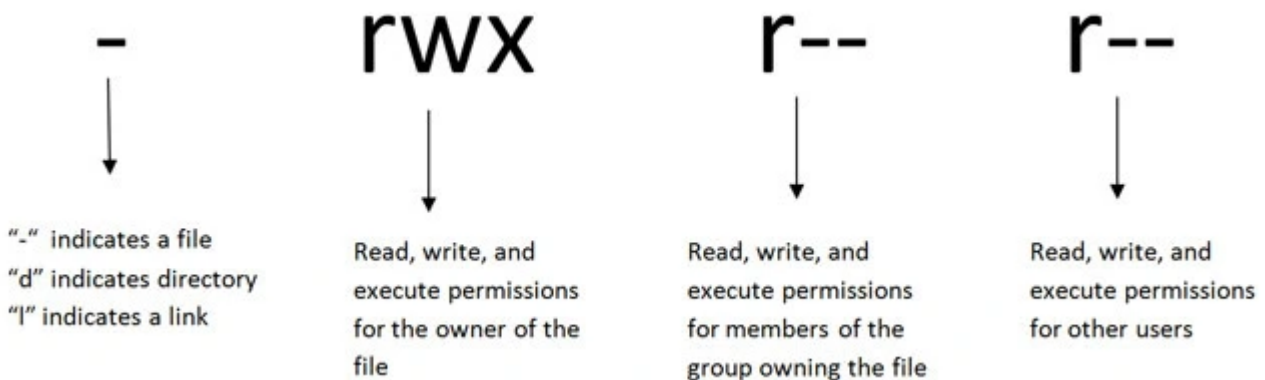 - rwx r-- r--
“-“ indicates a file
“d” indicates directory
“l” indicates a link
Read, write, and
execute permissions
for the owner of the
file
Read, write, and
execute permissions
for members of the
group owning the file
Read, write, and
execute permissions
for other users